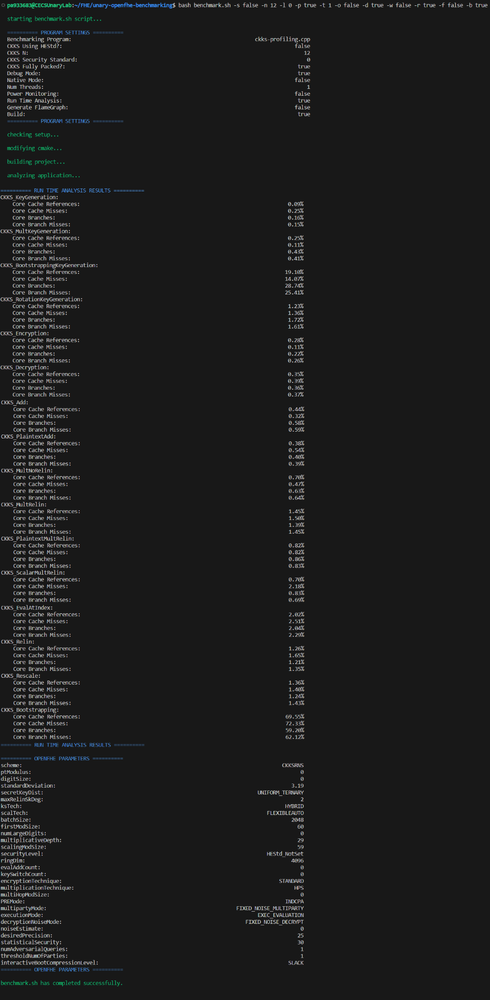 pa933683@CECSUnaryLab:~/FHE/unary-openfhe-benchmarking$ bash benchmark.sh -s false -n 12 -l 0 -p true -t 1 -o false -d true -w false -r true -f false -b true
starting benchmark.sh script...
========== PROGRAM SETTINGS ==========
Benchmarking Program: ckks-profiling.cpp
CKKS Using HEStd?: false
CKKS N: 12
CKKS Security Standard: 0
CKKS Fully Packed?: true
Debug Mode: true
Native Mode: false
Num Threads: 1
Power Monitoring: false
Run Time Analysis: true
Generate FlameGraph: false
Build: true
========== PROGRAM SETTINGS ==========
checking setup...
modifying cmake...
building project...
analyzing application...
========== RUN TIME ANALYSIS RESULTS ==========
CKKS_KeyGeneration:
Core Cache References: 0.09%
Core Cache Misses: 0.25%
Core Branches: 0.16%
Core Branch Misses: 0.15%
CKKS_MultKeyGeneration:
Core Cache References: 0.25%
Core Cache Misses: 0.11%
Core Branches: 0.43%
Core Branch Misses: 0.41%
CKKS_BootstrappingKeyGeneration:
Core Cache References: 19.10%
Core Cache Misses: 14.07%
Core Branches: 28.74%
Core Branch Misses: 25.41%
CKKS_RotationKeyGeneration:
Core Cache References: 1.23%
Core Cache Misses: 1.36%
Core Branches: 1.72%
Core Branch Misses: 1.61%
CKKS_Encryption:
Core Cache References: 0.28%
Core Cache Misses: 0.11%
Core Branches: 0.22%
Core Branch Misses: 0.26%
CKKS_Decryption:
Core Cache References: 0.35%
Core Cache Misses: 0.39%
Core Branches: 0.36%
Core Branch Misses: 0.37%
CKKS_Add:
Core Cache References: 0.44%
Core Cache Misses: 0.32%
Core Branches: 0.58%
Core Branch Misses: 0.59%
CKKS_PlaintextAdd:
Core Cache References: 0.38%
Core Cache Misses: 0.54%
Core Branches: 0.40%
Core Branch Misses: 0.39%
CKKS_MultNoRelin:
Core Cache References: 0.70%
Core Cache Misses: 0.47%
Core Branches: 0.63%
Core Branch Misses: 0.64%
CKKS_MultRelin:
Core Cache References: 1.45%
Core Cache Misses: 1.50%
Core Branches: 1.39%
Core Branch Misses: 1.45%
CKKS_PlaintextMultRelin:
Core Cache References: 0.82%
Core Cache Misses: 0.82%
Core Branches: 0.86%
Core Branch Misses: 0.83%
CKKS_ScalarMultRelin:
Core Cache References: 0.70%
Core Cache Misses: 2.18%
Core Branches: 0.83%
Core Branch Misses: 0.69%
CKKS_EvalAtIndex:
Core Cache References: 2.02%
Core Cache Misses: 2.51%
Core Branches: 2.04%
Core Branch Misses: 2.29%
CKKS_Relin:
Core Cache References: 1.26%
Core Cache Misses: 1.65%
Core Branches: 1.21%
Core Branch Misses: 1.35%
CKKS_Rescale:
Core Cache References: 1.36%
Core Cache Misses: 1.40%
Core Branches: 1.24%
Core Branch Misses: 1.43%
CKKS_Bootstrapping:
Core Cache References: 69.55%
Core Cache Misses: 72.33%
Core Branches: 59.20%
Core Branch Misses: 62.12%
========== RUN TIME ANALYSIS RESULTS ==========
========== OPENFHE PARAMETERS ==========
scheme: CKKSRNS
ptModulus: 0
digitSize: 0
standardDeviation: 3.19
secretKeyDist: UNIFORM_TERNARY
maxRelinSkDeg: 2
ksTech: HYBRID
scalTech: FLEXIBLEAUTO
batchSize: 2048
firstModSize: 60
numLargeDigits: 0
multiplicativeDepth: 29
scalingModSize: 59
securityLevel: HEStd_NotSet
ringDim: 4096
evalAddCount: 0
keySwitchCount: 0
encryptionTechnique: STANDARD
multiplicationTechnique: HPS
multiHopModSize: 0
PREMode: INDCPA
multipartyMode: FIXED_NOISE_MULTIPARTY
executionMode: EXEC_EVALUATION
decryptionNoiseMode: FIXED_NOISE_DECRYPT
noiseEstimate: 0
desiredPrecision: 25
statisticalSecurity: 30
numAdversarialQueries: 1
thresholdNumOfParties: 1
interactiveBootCompressionLevel: SLACK
========== OPENFHE PARAMETERS ==========
benchmark.sh has completed successfully.